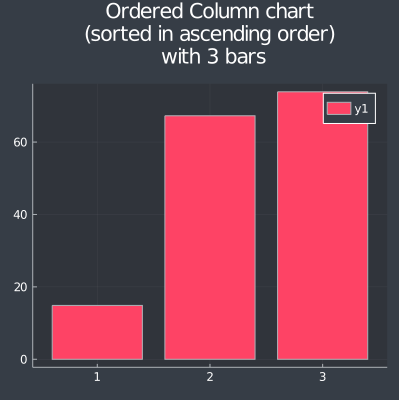 Ordered Column chart
(sorted in ascending order)
with 3 bars
y1
60
40
20
0
1 2 3